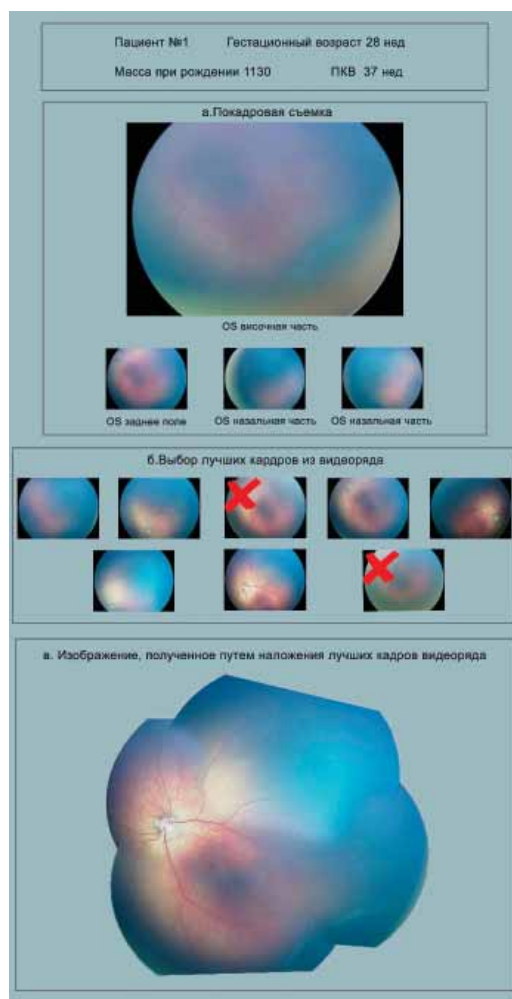 Пациент №1 Гестационный возраст 28 нед
Масса при рождении 1130 ПКВ 37 нед
а.Покадровая съемка
OS височная часть
OS заднее поле OS назальная часть OS назальная часть
б.Выбор лучших кардров из видеоряда
в. Изображение, полученное путем наложения лучших кадров видеоряда